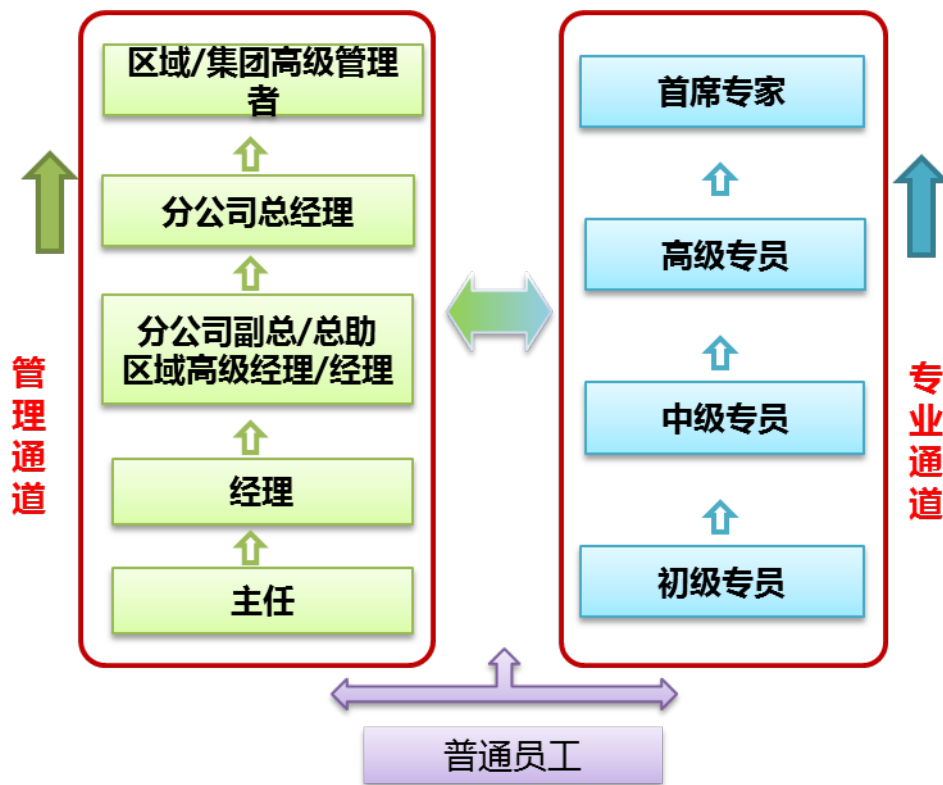 区域/集团高级管理
者
分公司总经理
分公司副总/总助
区域高级经理/经理
经理
主任
管理通道
首席专家
高级专员
中级专员
初级专员
专业通道
普通员工